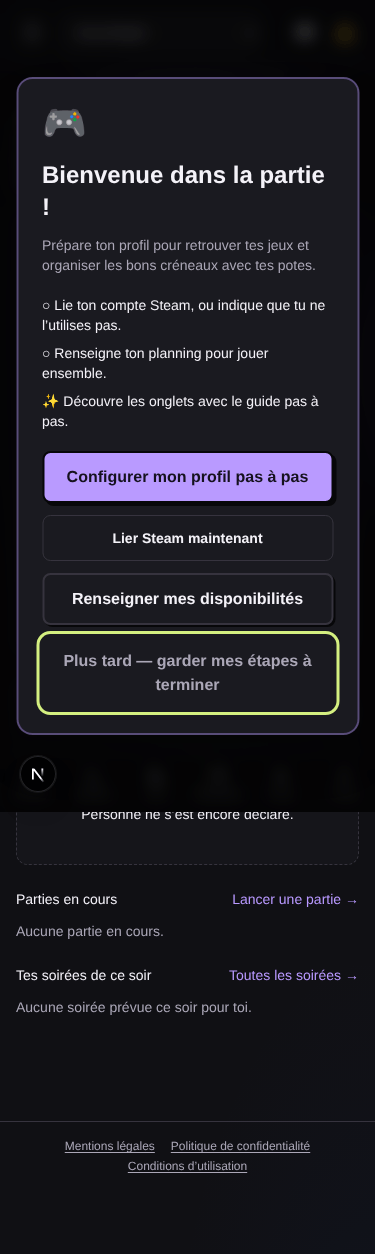 Bienvenue dans la partie
!
Prépare ton profil pour retrouver tes jeux et
organiser les bons créneaux avec tes potes.
○ Lie ton compte Steam, ou indique que tu ne
l’utilises pas.
○ Renseigne ton planning pour jouer
ensemble.
✨ Découvre les onglets avec le guide pas à
pas.
Configurer mon profil pas à pas
Lier Steam maintenant
Renseigner mes disponibilités
Plus tard — garder mes étapes à
terminer
N
Personne ne s’est encore déclaré.
Parties en cours
Lancer une partie →
Aucune partie en cours.
Tes soirées de ce soir
Toutes les soirées →
Aucune soirée prévue ce soir pour toi.
Mentions légales
Politique de confidentialité
Conditions d’utilisation